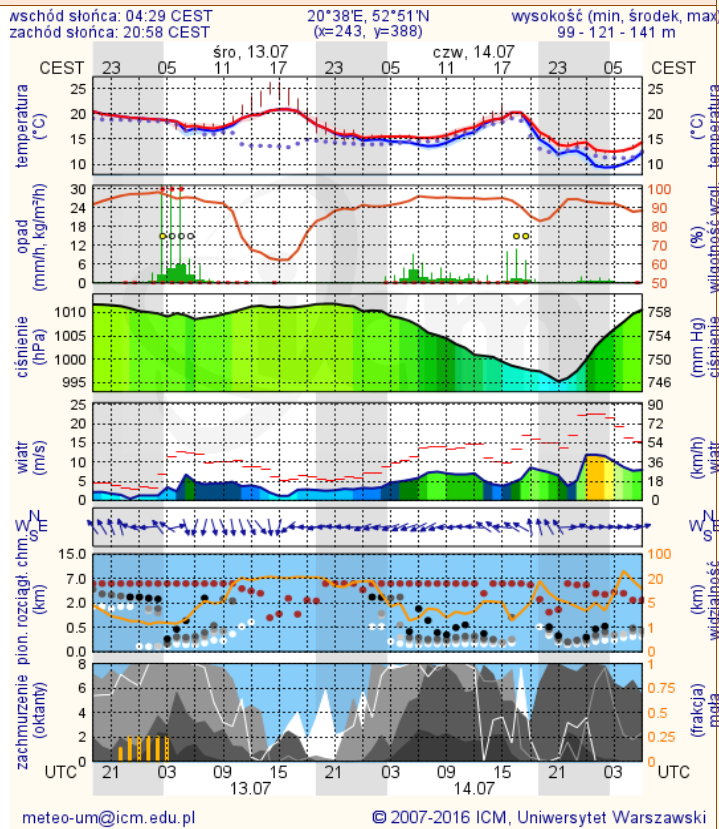 wschód słońca: 04:29 CEST 20°38'E, 52°51'N wysokość (min, środek, max)
zachód słońca: 20:58 CEST (x=243, y=388) 99 - 121 - 141 m
śro, 13.07 czw, 14.07
CEST 23 05 11 17 23 05 11 17 23 05 CEST
temperatura (°C)
25 20 15 10
25 20 15 10
temperatura (°C)
opad (mm/h, kg/m²/h)
30 24 18 12 6 0
100 90 80 70 60 50
(%) wilgotność wzgl.
ciśnienie (hPa)
1010 1005 1000 995
758 754 750 746
(mm Hg) ciśnienie
wiatr (m/s)
25 20 15 10 5 0
90 72 54 36 18 0
(km/h) wiatr
N W E S
N W S
pion. rozciągł. chm. (km)
15.0 7.0 2.0 0.5 0.0
100 20 5 1 0
(km) widzialność
zachmurzenie (oktanty)
8 6 4 2 0
1 0.75 0.5 0.25 0
(frakcja) mgła
UTC 21 03 09 15 21 03 09 15 21 03 UTC
13.07 14.07
meteo-um@icm.edu.pl © 2007-2016 ICM, Uniwersytet Warszawski